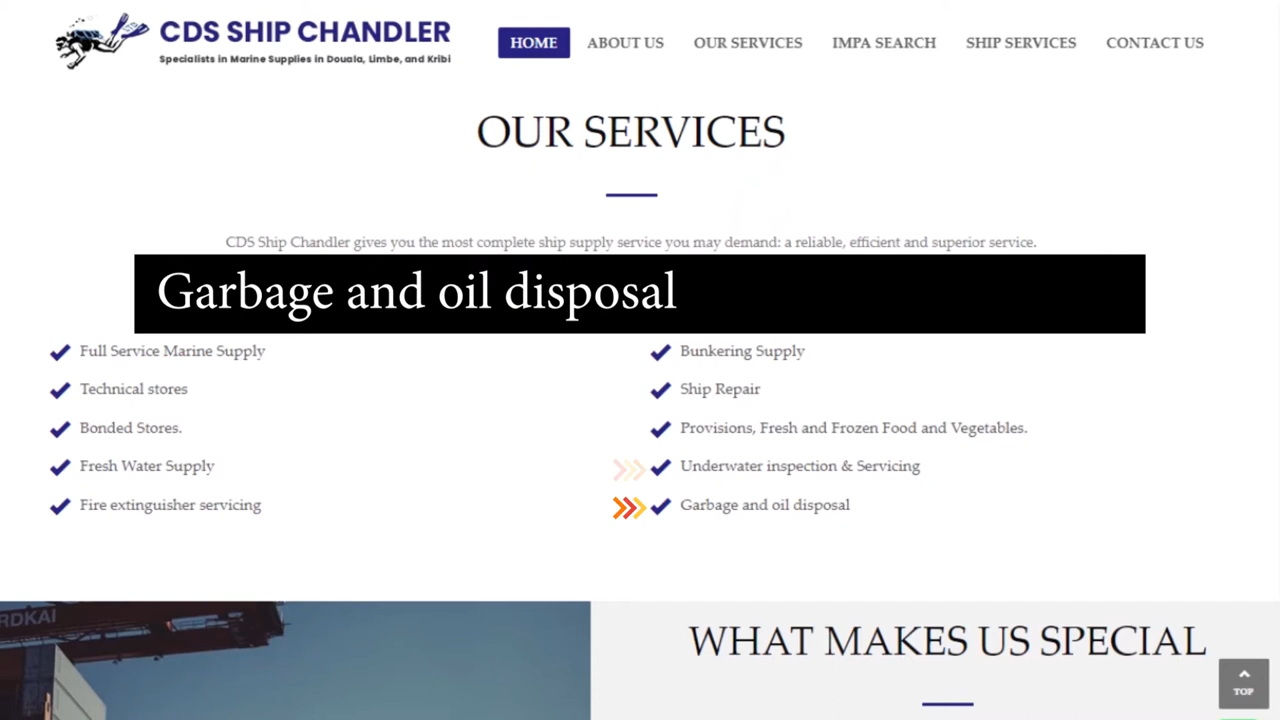 CDS SHIP CHANDLER
Specialists in Marine Supplies in Douala, Limbe, and Kribi
HOME
ABOUT US
OUR SERVICES
IMPA SEARCH
SHIP SERVICES
CONTACT US
OUR SERVICES
CDS Ship Chandler gives you the most complete ship supply service you may demand: a reliable, efficient and superior service.
Garbage and oil disposal
Full Service Marine Supply
Technical stores
Bonded Stores.
Fresh Water Supply
Fire extinguisher servicing
Bunkering Supply
Ship Repair
Provisions, Fresh and Frozen Food and Vegetables.
Underwater inspection & Servicing
Garbage and oil disposal
RDKAI
WHAT MAKES US SPECIAL
TOP